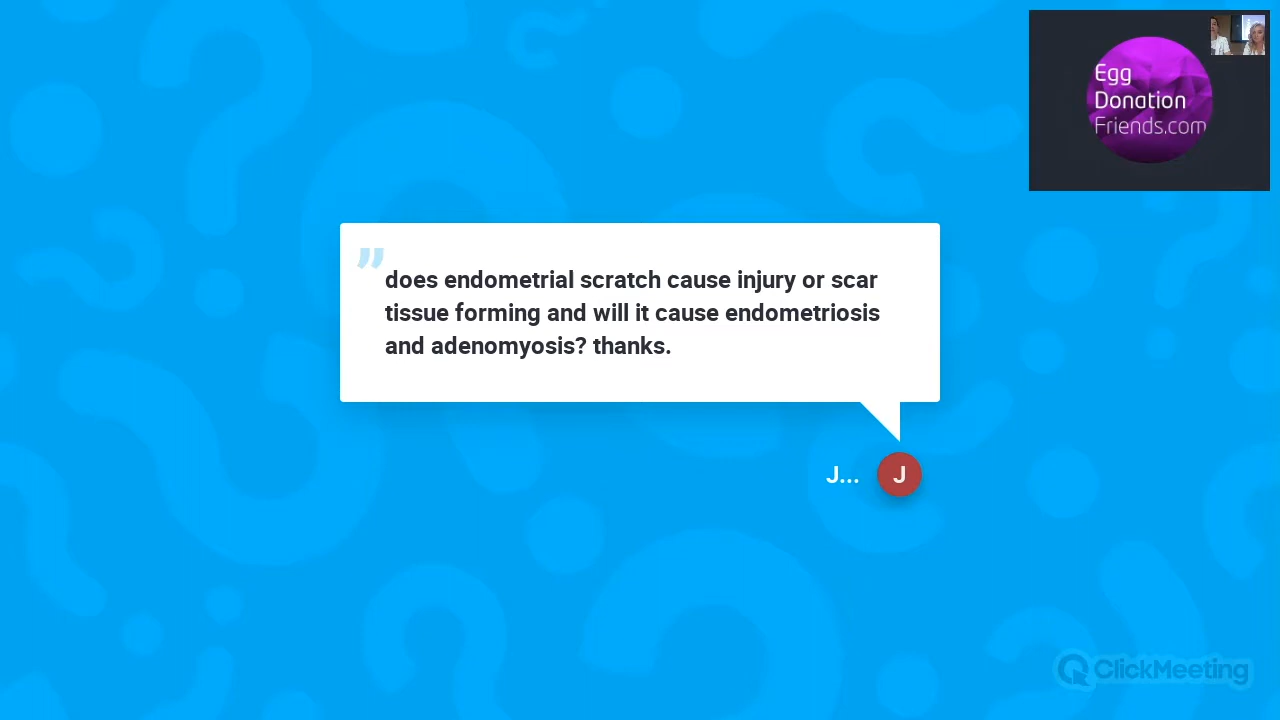 Egg
Donation
Friends.com
”
does endometrial scratch cause injury or scar
tissue forming and will it cause endometriosis
and adenomyosis? thanks.
J... J
ClickMeeting